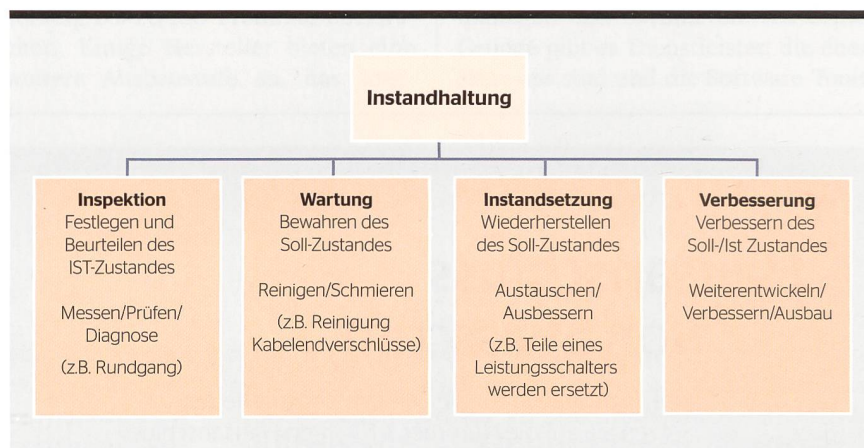 Instandhaltung
Inspektion
Festlegen und
Beurteilen des
IST-Zustandes
Messen/Prüfen/
Diagnose
(z.B. Rundgang)
Wartung
Bewahren des
Soll-Zustandes
Reinigen/Schmieren
(z.B. Reinigung
Kabelendverschlüsse)
Instandsetzung
Wiederherstellen
des Soll-Zustandes
Austauschen/
Ausbessern
(z.B. Teile eines
Leistungsschalters
werden ersetzt)
Verbesserung
Verbessern des
Soll-/Ist Zustandes
Weiterentwickeln/
Verbessern/Ausbau